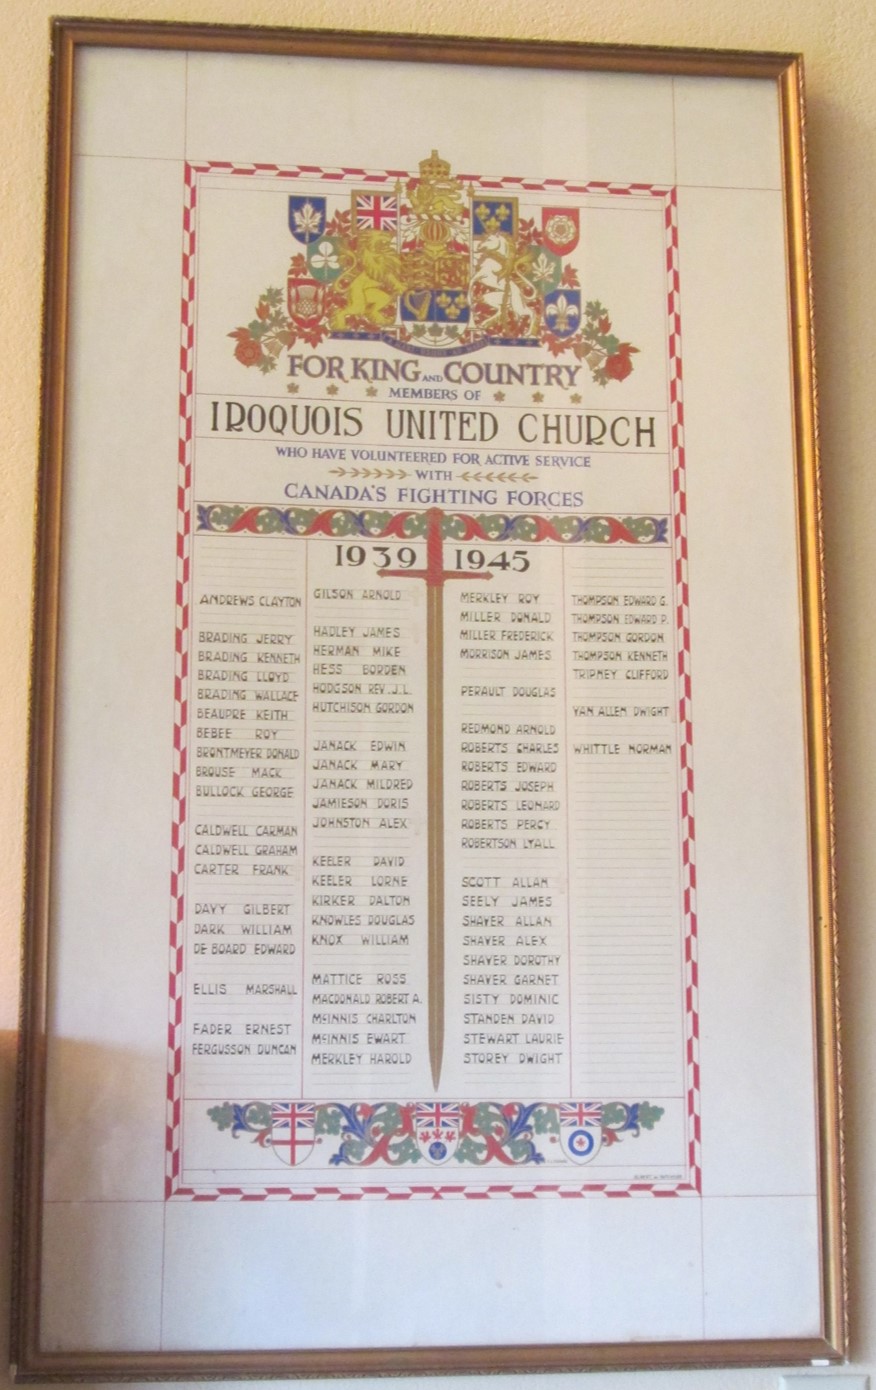 FOR KING AND COUNTRY
MEMBERS OF
IROQUOIS UNITED CHURCH
WHO HAVE VOLUNTEERED FOR ACTIVE SERVICE
WITH
CANADA'S FIGHTING FORCES
1939 1945
ANDREWS CLAYTON
BRADING JERRY
BRADING KENNETH
BRADING LLOYD
BRADING WALLACE
BEAUPRE KEITH
BEBEE ROY
BRONTMEYER DONALD
BROUSE MACK
BULLOCK GEORGE
CALDWELL CARMAN
CALDWELL GRAHAM
CARTER FRANK
DAVY GILBERT
DARK WILLIAM
DE BOARD EDWARD
ELLIS MARSHALL
FADER ERNEST
FERGUSSON DUNCAN
GILSON ARNOLD
HADLEY JAMES
HERMAN MIKE
HESS BORDEN
HODGSON REV. J.L.
HUTCHISON GORDON
JANACK EDWIN
JANACK MARY
JANACK MILDRED
JAMIESON DORIS
JOHNSTON ALEX
KEELER DAVID
KEELER LORNE
KIRKER DALTON
KNOWLES DOUGLAS
KNOX WILLIAM
MATTICE ROSS
MACDONALD ROBERT A.
McINNIS CHARLTON
McINNIS EWART
MERKLEY HAROLD
MERKLEY ROY
MILLER DONALD
MILLER FREDERICK
MORRISON JAMES
PERAULT DOUGLAS
REDMOND ARNOLD
ROBERTS CHARLES
ROBERTS EDWARD
ROBERTS JOSEPH
ROBERTS LEONARD
ROBERTS PERCY
ROBERTSON LYALL
SCOTT ALLAN
SEELY JAMES
SHAVER ALLAN
SHAVER ALEX
SHAVER DOROTHY
SHAVER GARNET
SISTY DOMINIC
STANDEN DAVID
STEWART LAURIE
STOREY DWIGHT
THOMPSON EDWARD G.
THOMPSON EDWARD P.
THOMPSON GORDON
THOMPSON KENNETH
TRIPNEY CLIFFORD
VAN ALLEN DWIGHT
WHITTLE NORMAN